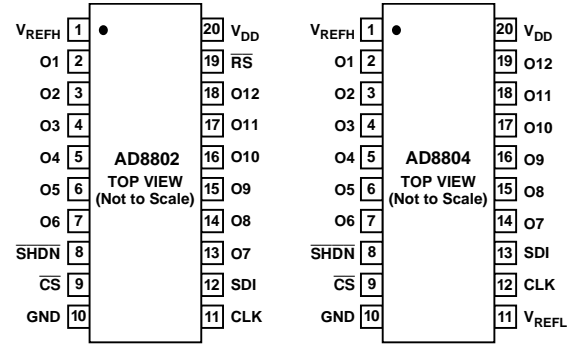 VREFH 1 20 VDD
O1 2 19 RS
O2 3 18 O12
O3 4 17 O11
O4 5 AD8802 16 O10
O5 6 TOP VIEW 15 O9
(Not to Scale)
O6 7 14 O8
SHDN 8 13 O7
CS 9 12 SDI
GND 10 11 CLK
VREFH 1 20 VDD
O1 2 19 O12
O2 3 18 O11
O3 4 17 O10
O4 5 AD8804 16 O9
O5 6 TOP VIEW 15 O8
(Not to Scale)
O6 7 14 O7
SHDN 8 13 SDI
CS 9 12 CLK
GND 10 11 VREFL